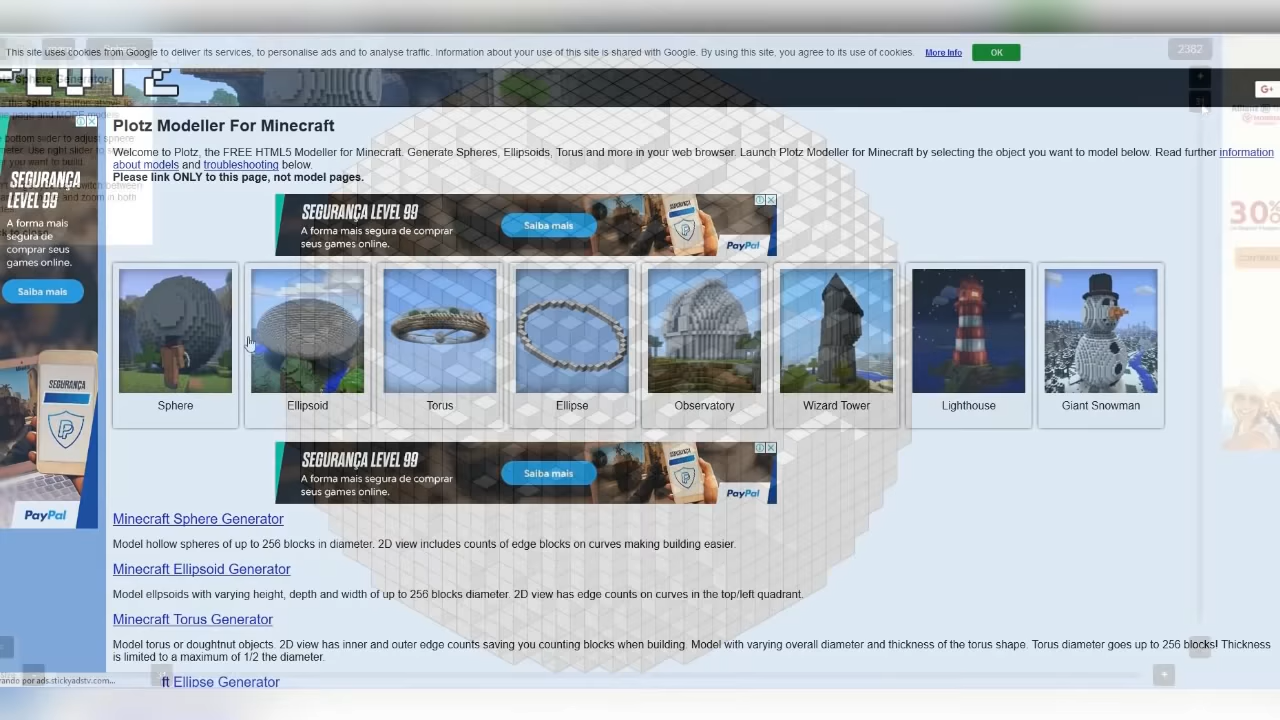 This site uses cookies from Google to deliver its services, to personalise ads and to analyse traffic. Information about your use of this site is shared with Google. By using this site, you agree to its use of cookies. More Info OK
2382
PLOTZ
G+
Plotz Modeller For Minecraft
Welcome to Plotz, the FREE HTML5 Modeller for Minecraft. Generate Spheres, Ellipsoids, Torus and more in your web browser. Launch Plotz Modeller for Minecraft by selecting the object you want to model below. Read further information
about models and troubleshooting below.
Please link ONLY to this page, not model pages.
SEGURANÇA
LEVEL 99
A forma mais
segura de
comprar seus
games online.
Saiba mais
SEGURANÇA
PayPal
SEGURANÇA LEVEL 99
A forma mais segura de comprar
seus games online.
Saiba mais
PayPal
30%
Sphere
Ellipsoid
Torus
Ellipse
Observatory
Wizard Tower
Lighthouse
Giant Snowman
SEGURANÇA LEVEL 99
A forma mais segura de comprar
seus games online.
Saiba mais
PayPal
Minecraft Sphere Generator
Model hollow spheres of up to 256 blocks in diameter. 2D view includes counts of edge blocks on curves making building easier.
Minecraft Ellipsoid Generator
Model ellpsoids with varying height, depth and width of up to 256 blocks diameter. 2D view has edge counts on curves in the top/left quadrant.
Minecraft Torus Generator
Model torus or doughtnut objects. 2D view has inner and outer edge counts saving you counting blocks when building. Model with varying overall diameter and thickness of the torus shape. Torus diameter goes up to 256 blocks! Thickness
is limited to a maximum of 1/2 the diameter.
ft Ellipse Generator
ando por ads.stickyadstv.com...